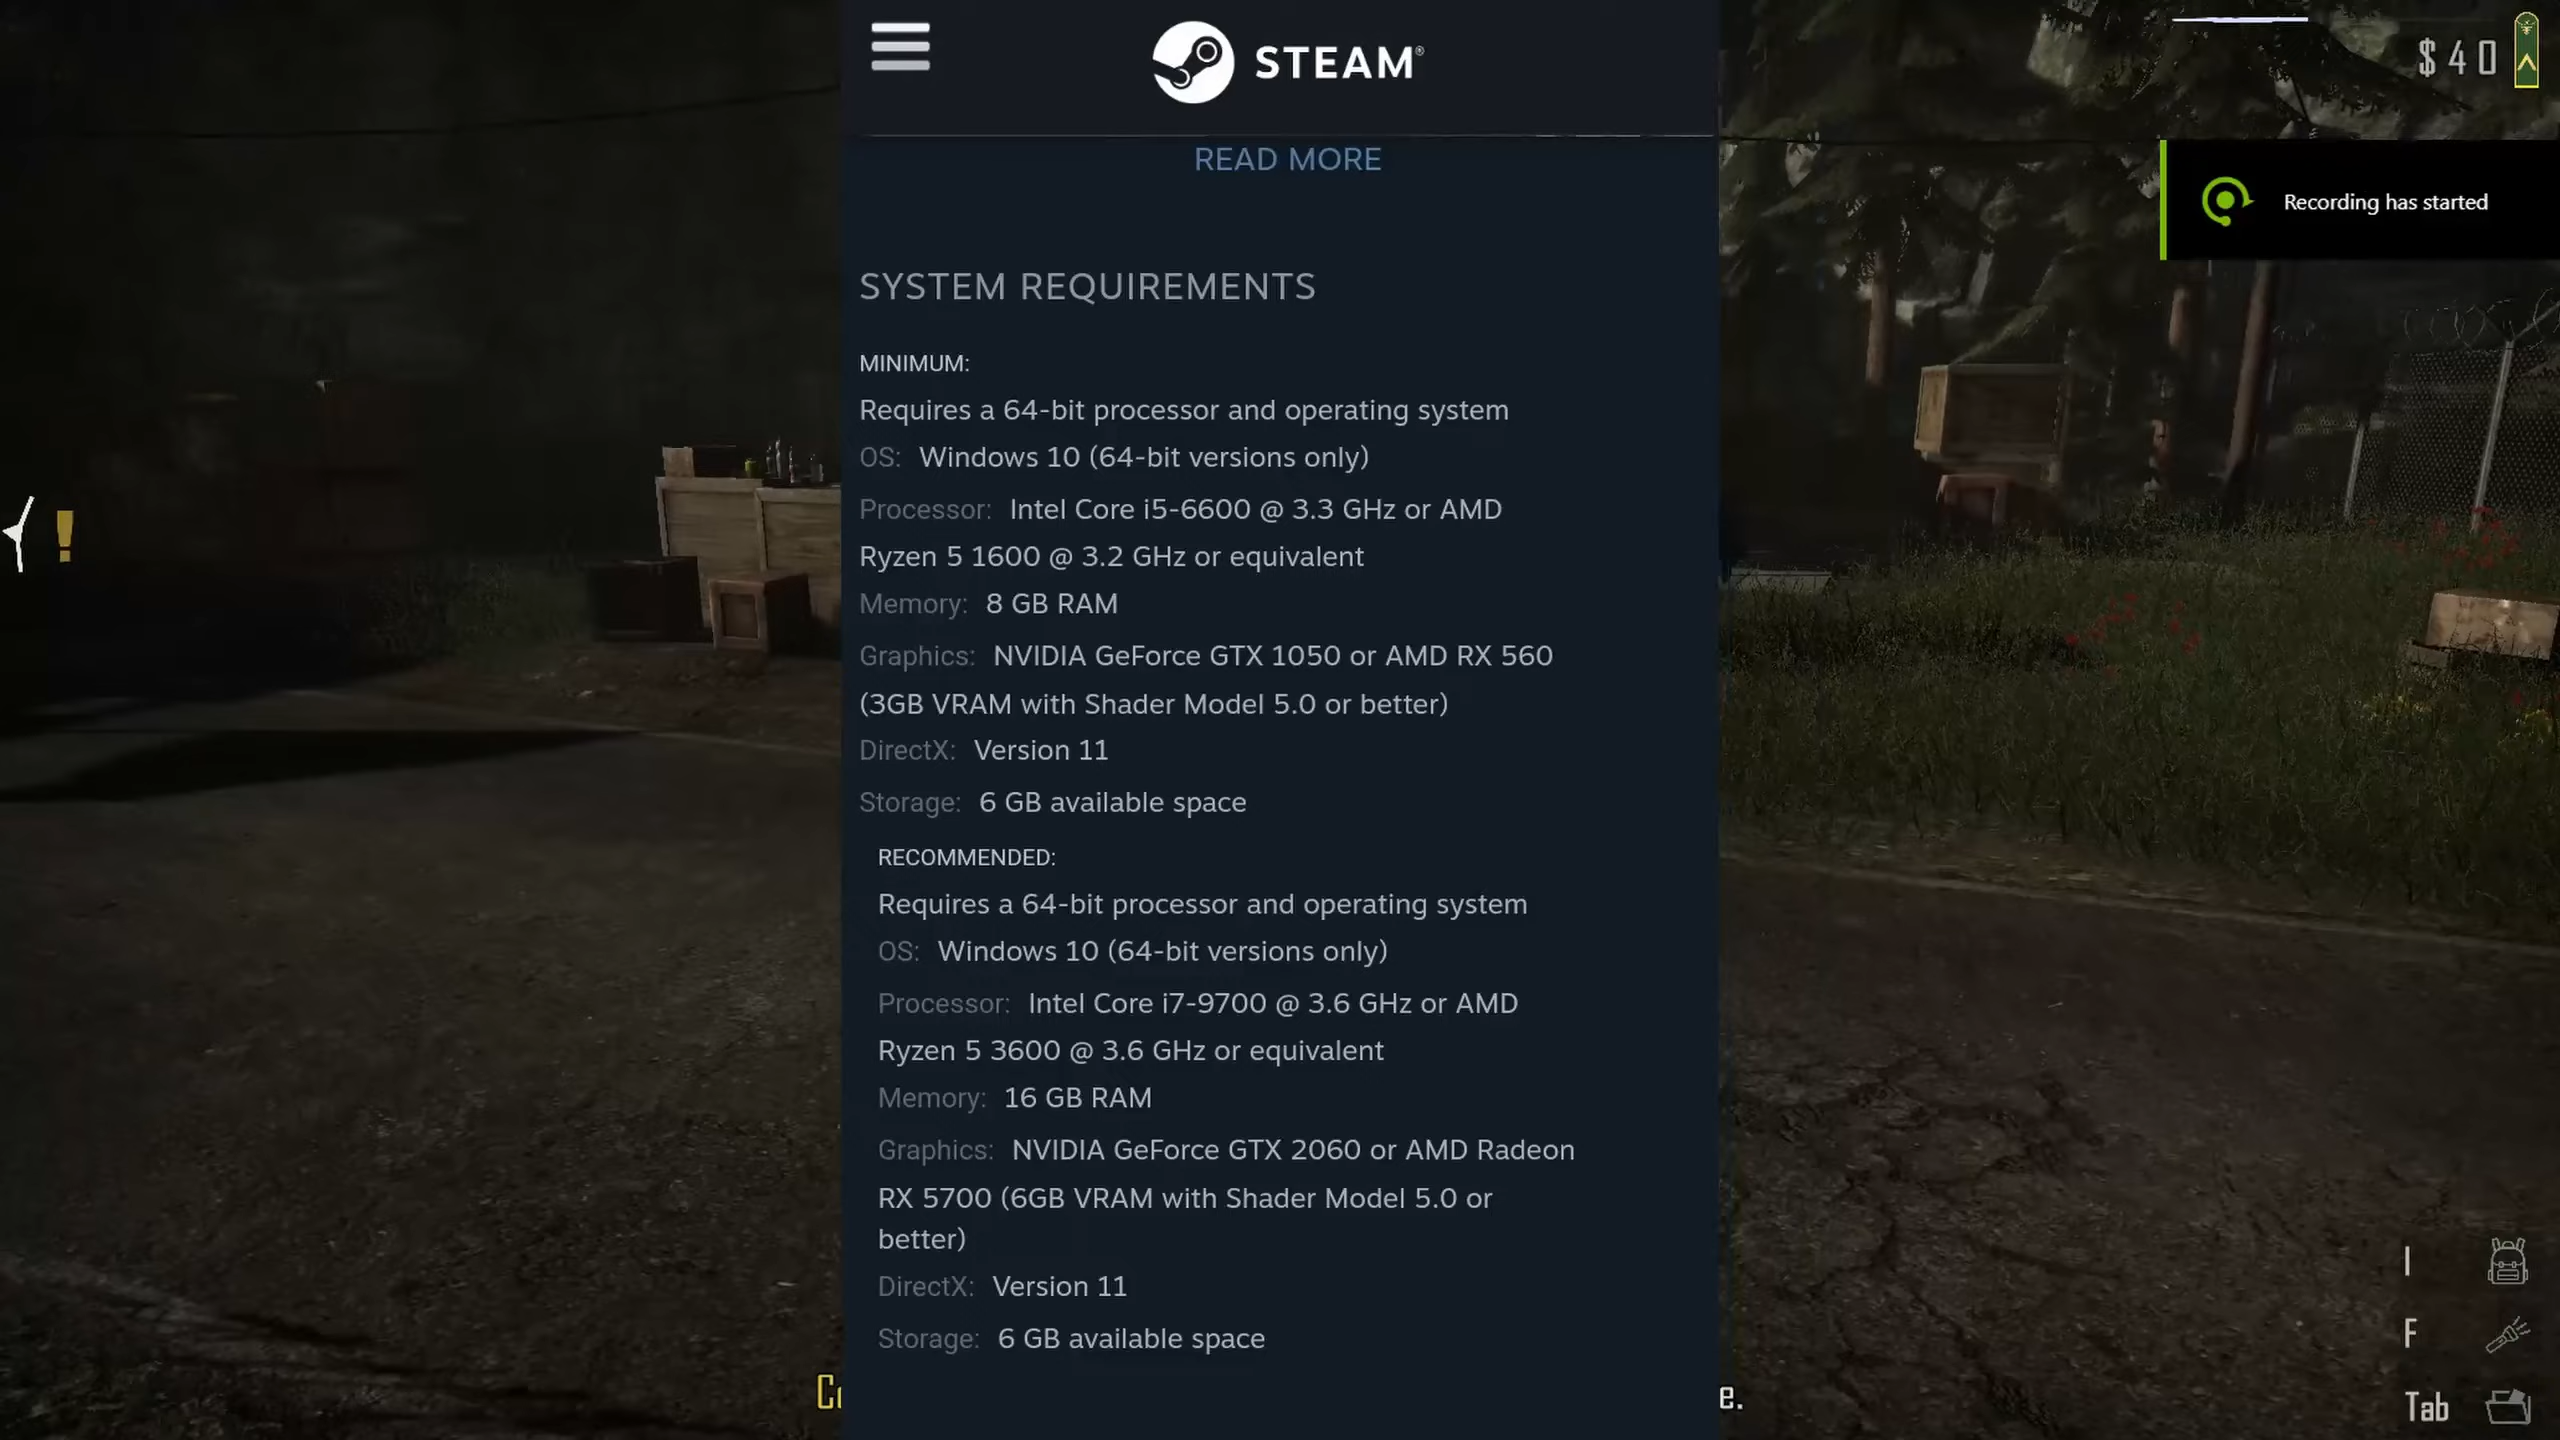 STEAM®
$40
READ MORE
Recording has started
SYSTEM REQUIREMENTS
MINIMUM:
Requires a 64-bit processor and operating system
OS: Windows 10 (64-bit versions only)
Processor: Intel Core i5-6600 @ 3.3 GHz or AMD
Ryzen 5 1600 @ 3.2 GHz or equivalent
Memory: 8 GB RAM
Graphics: NVIDIA GeForce GTX 1050 or AMD RX 560
(3GB VRAM with Shader Model 5.0 or better)
DirectX: Version 11
Storage: 6 GB available space
RECOMMENDED:
Requires a 64-bit processor and operating system
OS: Windows 10 (64-bit versions only)
Processor: Intel Core i7-9700 @ 3.6 GHz or AMD
Ryzen 5 3600 @ 3.6 GHz or equivalent
Memory: 16 GB RAM
Graphics: NVIDIA GeForce GTX 2060 or AMD Radeon
RX 5700 (6GB VRAM with Shader Model 5.0 or
better)
DirectX: Version 11
Storage: 6 GB available space
I
F
Tab